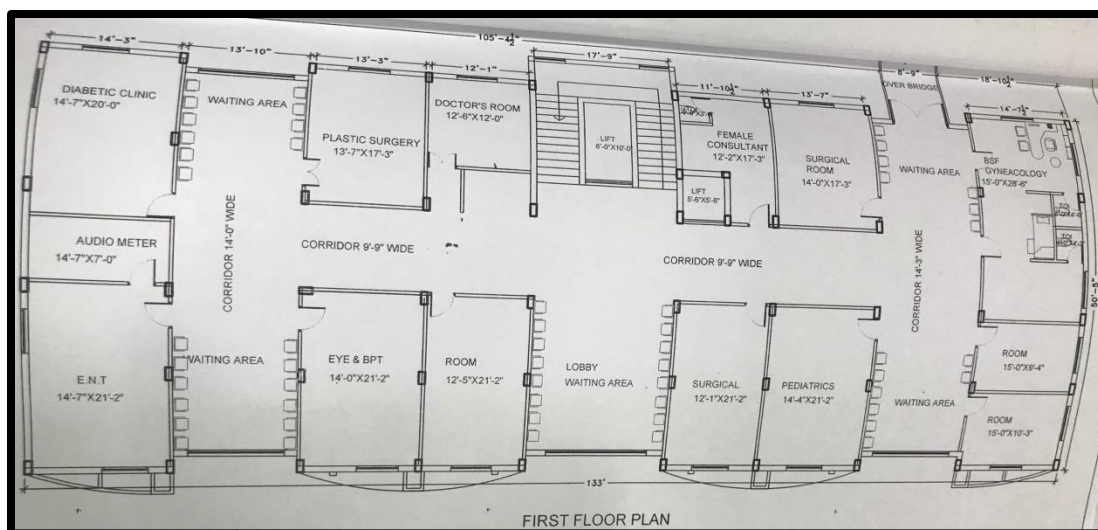 105'-4½"
14'-3"
13'-10"
13'-3"
12'-1"
17'-9"
11'-10½"
13'-7"
8'-9"
18'-10½"
14'-7½"
OVER BRIDGE
DIABETIC CLINIC
14'-7"X20'-0"
WAITING AREA
PLASTIC SURGERY
13'-7"X17'-3"
DOCTOR'S ROOM
12'-6"X12'-0"
LIFT
6'-0"X10'-0"
FEMALE
CONSULTANT
12'-2"X17'-3"
LIFT
5'-6"X5'-6"
SURGICAL
ROOM
14'-0"X17'-3"
WAITING AREA
BSF
GYNEACOLOGY
15'-0"X28'-6"
TOI
TOI
AUDIO METER
14'-7"X7'-0"
CORRIDOR 14'-0" WIDE
CORRIDOR 9'-9" WIDE
CORRIDOR 9'-9" WIDE
CORRIDOR 14'-3" WIDE
50'-5"
E.N.T
14'-7"X21'-2"
WAITING AREA
EYE & BPT
14'-0"X21'-2"
ROOM
12'-5"X21'-2"
LOBBY
WAITING AREA
SURGICAL
12'-1"X21'-2"
PEDIATRICS
14'-4"X21'-2"
WAITING AREA
ROOM
15'-0"X9'-4"
ROOM
15'-0"X10'-3"
133'
FIRST FLOOR PLAN